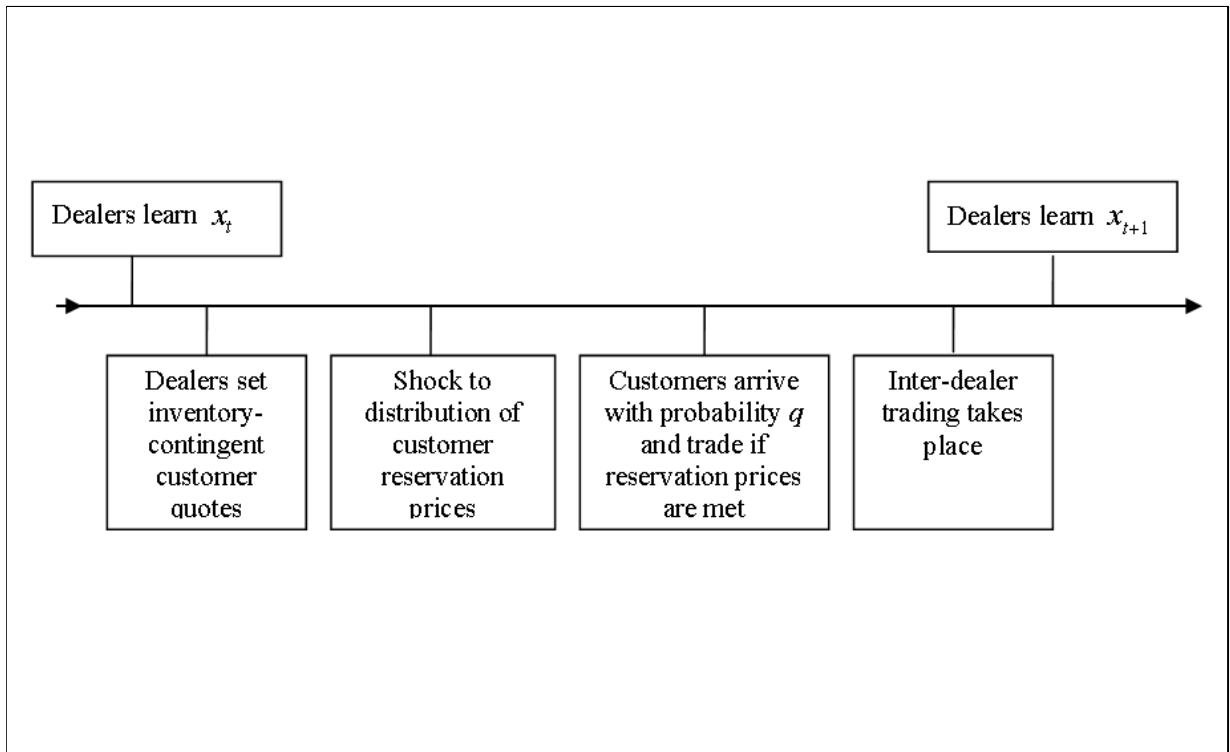 Dealers learn x_t
Dealers learn x_{t+1}
Dealers set
inventory-
contingent
customer
quotes
Shock to
distribution of
customer
reservation
prices
Customers arrive
with probability q
and trade if
reservation prices
are met
Inter-dealer
trading takes
place